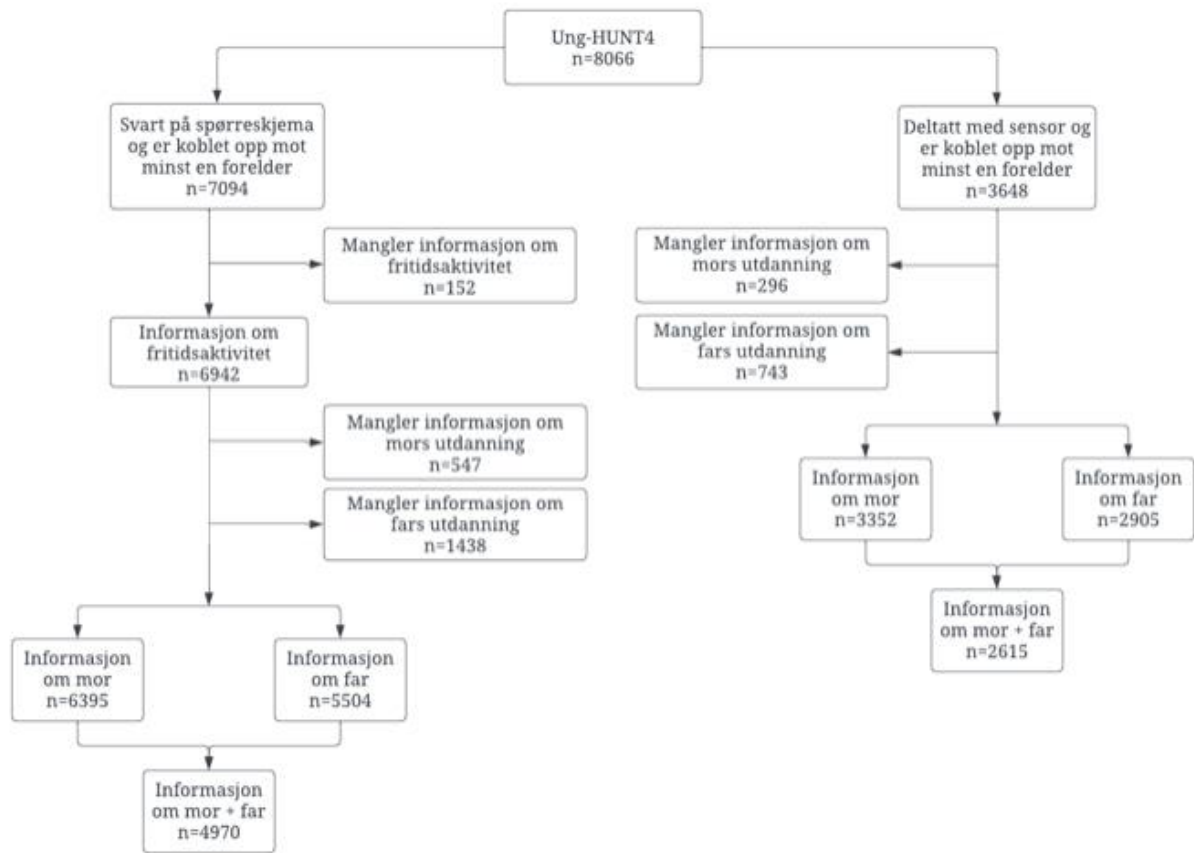 Ung-HUNT4
n=8066
Svart på spørreskjema
og er koblet opp mot
minst en forelder
n=7094
Deltatt med sensor og
er koblet opp mot
minst en forelder
n=3648
Mangler informasjon om
fritidsaktivitet
n=152
Mangler informasjon om
mors utdanning
n=296
Informasjon om
fritidsaktivitet
n=6942
Mangler informasjon om
fars utdanning
n=743
Mangler informasjon om
mors utdanning
n=547
Mangler informasjon om
fars utdanning
n=1438
Informasjon
om mor
n=3352
Informasjon
om far
n=2905
Informasjon
om mor + far
n=2615
Informasjon
om mor
n=6395
Informasjon
om far
n=5504
Informasjon
om mor + far
n=4970